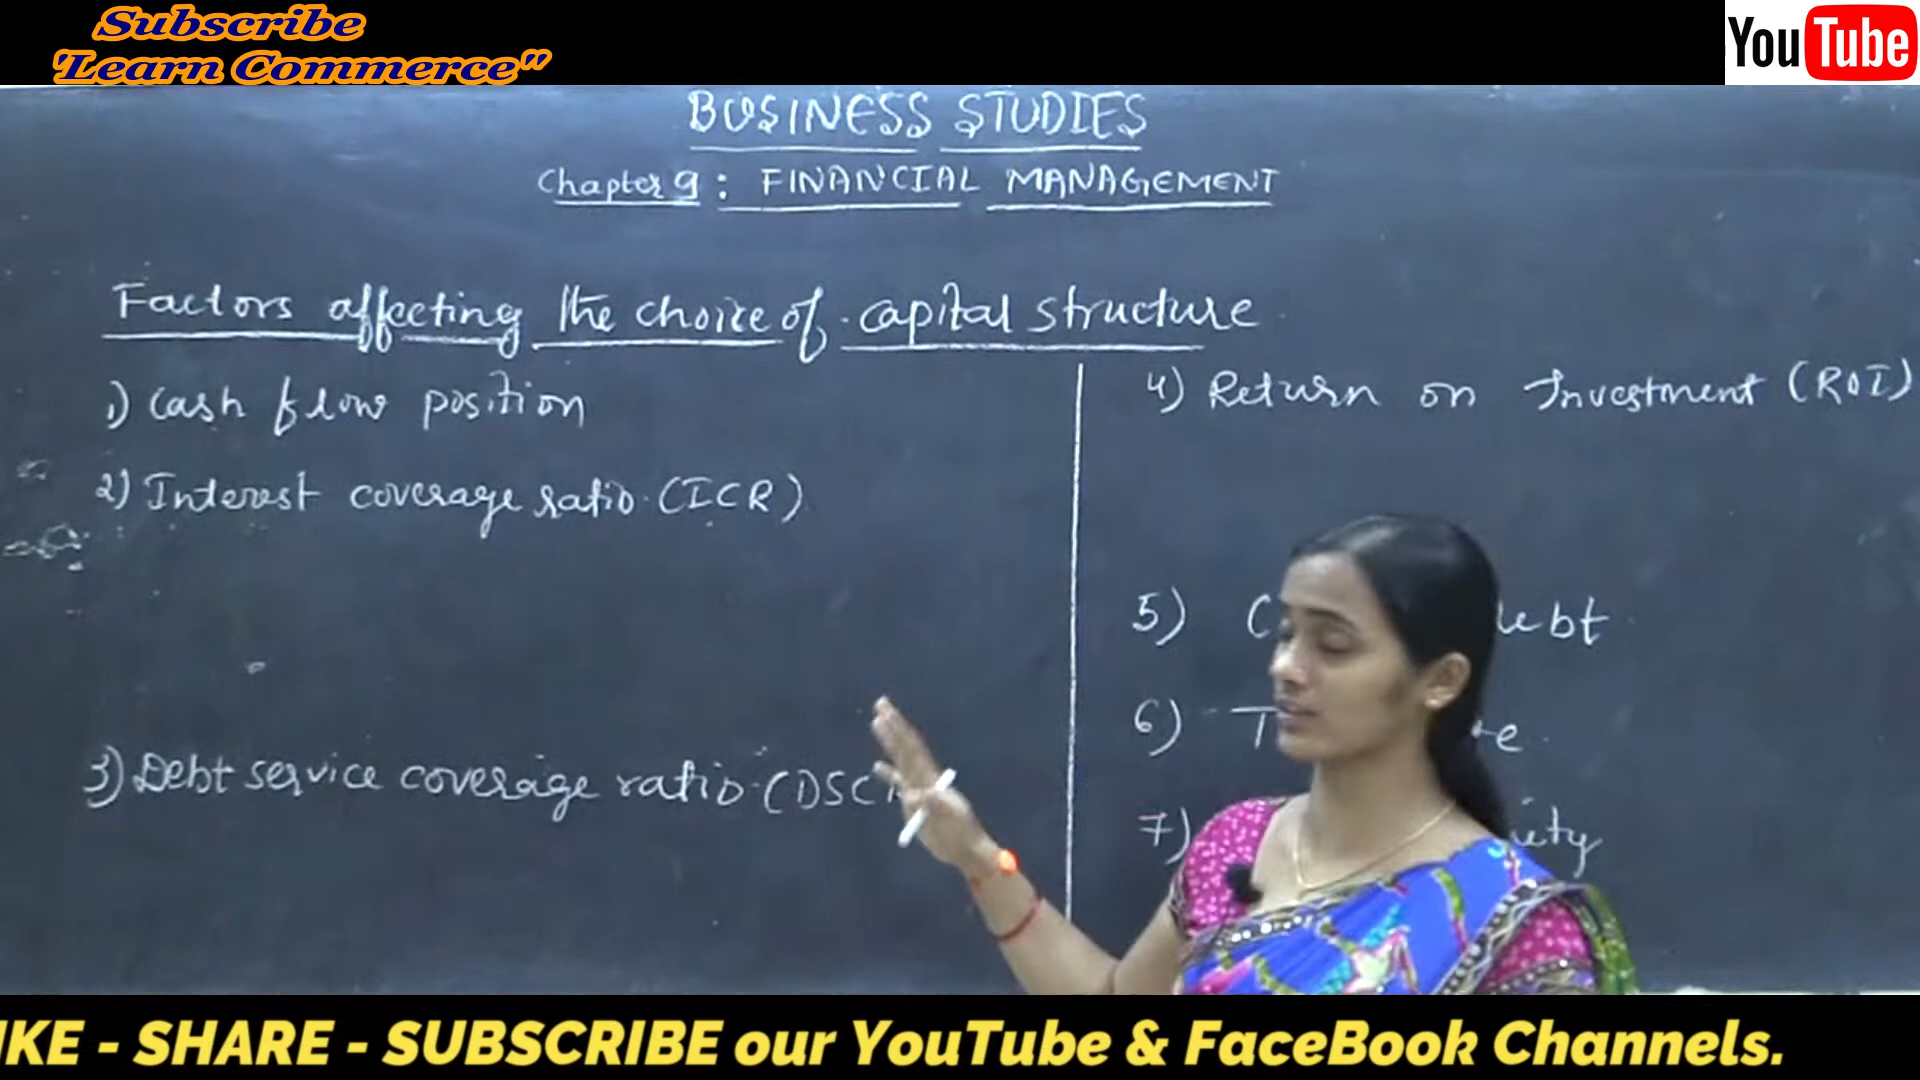 Subscribe
"Learn Commerce"
YouTube
BUSINESS STUDIES
Chapter 9 : FINANCIAL MANAGEMENT
Factors affecting the choice of capital structure
1) Cash flow position
2) Interest coverage ratio (ICR)
3) Debt service coverage ratio (DSC
4) Return on Investment (ROI)
5) C debt
6) T
7)
LIKE - SHARE - SUBSCRIBE our YouTube & FaceBook Channels.